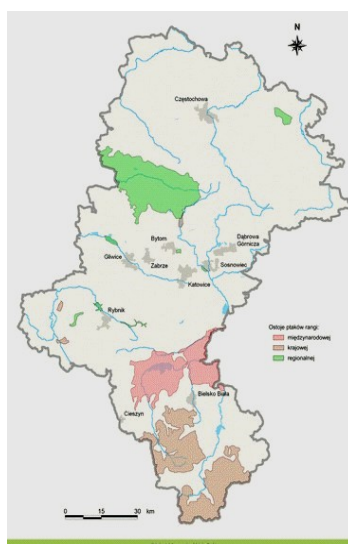 N
Częstochowa
Bytom
Dąbrowa
Górnicza
Gliwice
Zabrze
Sosnowiec
Katowice
Rybnik
Ostoje ptaków rangi:
międzynarodowej
krajowej
regionalnej
Cieszyn
Bielsko Biała
0 15 30 km